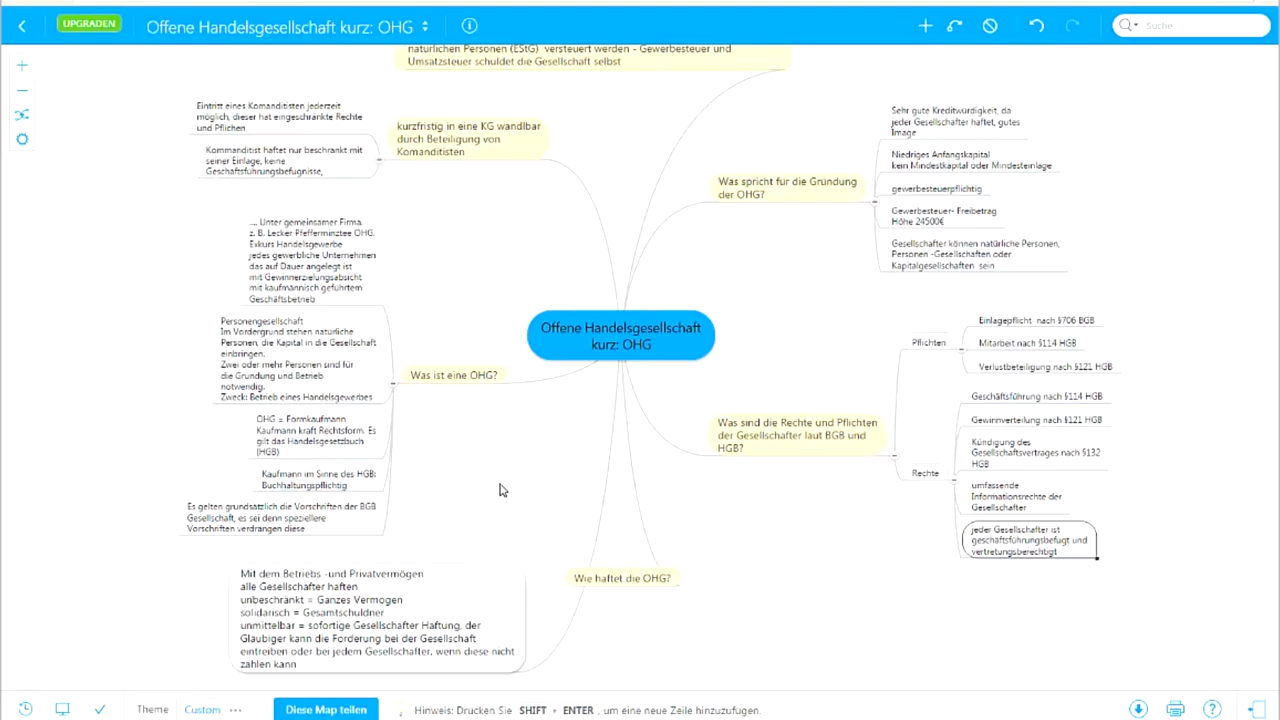 UPGRADEN
Offene Handelsgesellschaft kurz: OHG
Suche
natürlichen Personen (EStG) versteuert werden - Gewerbesteuer und
Umsatzsteuer schuldet die Gesellschaft selbst
Eintritt eines Komanditisten jederzeit
möglich, dieser hat eingeschränkte Rechte
und Pflichen
Kommanditist haftet nur beschränkt mit
seiner Einlage, keine
Geschäftsführungsbefugnisse,
kurzfristig in eine KG wandlbar
durch Beteiligung von
Komanditisten
.... Unter gemeinsamer Firma.
z. B. Lecker Pfefferminztee OHG.
Exkurs Handelsgewerbe
jedes gewerbliche Unternehmen
das auf Dauer angelegt ist
mit Gewinnerzielungsabsicht
mit kaufmännisch geführtem
Geschäftsbetrieb
Personengesellschaft
Im Vordergrund stehen natürliche
Personen, die Kapital in die Gesellschaft
einbringen.
Zwei oder mehr Personen sind für
die Gründung und Betrieb
notwendig.
Zweck: Betrieb eines Handelsgewerbes
OHG = Formkaufmann
Kaufmann kraft Rechtsform. Es
gilt das Handelsgesetzbuch
(HGB)
Kaufmann im Sinne des HGB:
Buchhaltungspflichtig
Es gelten grundsätzlich die Vorschriften der BGB
Gesellschaft, es sei denn speziellere
Vorschriften verdrängen diese
Was ist eine OHG?
Offene Handelsgesellschaft
kurz: OHG
Was spricht für die Gründung
der OHG?
Sehr gute Kreditwürdigkeit, da
jeder Gesellschafter haftet, gutes
Image
Niedriges Anfangskapital
kein Mindestkapital oder Mindesteinlage
gewerbesteuerpflichtig
Gewerbesteuer- Freibetrag
Höhe 24500€
Gesellschafter können natürliche Personen,
Personen -Gesellschaften oder
Kapitalgesellschaften sein
Was sind die Rechte und Pflichten
der Gesellschafter laut BGB und
HGB?
Pflichten
Einlagepflicht nach §706 BGB
Mitarbeit nach §114 HGB
Verlustbeteiligung nach §121 HGB
Rechte
Geschäftsführung nach §114 HGB
Gewinnverteilung nach §121 HGB
Kündigung des
Gesellschaftsvertrages nach §132
HGB
umfassende
Informationsrechte der
Gesellschafter
jeder Gesellschafter ist
geschäftsführungsbefugt und
vertretungsberechtigt
Wie haftet die OHG?
Mit dem Betriebs -und Privatvermögen
alle Gesellschafter haften
unbeschränkt = Ganzes Vermögen
solidarisch = Gesamtschuldner
unmittelbar = sofortige Gesellschafter Haftung, der
Gläubiger kann die Forderung bei der Gesellschaft
eintreiben oder bei jedem Gesellschafter, wenn diese nicht
zahlen kann
Theme Custom
Diese Map teilen
Hinweis: Drücken Sie SHIFT + ENTER , um eine neue Zeile hinzuzufügen.